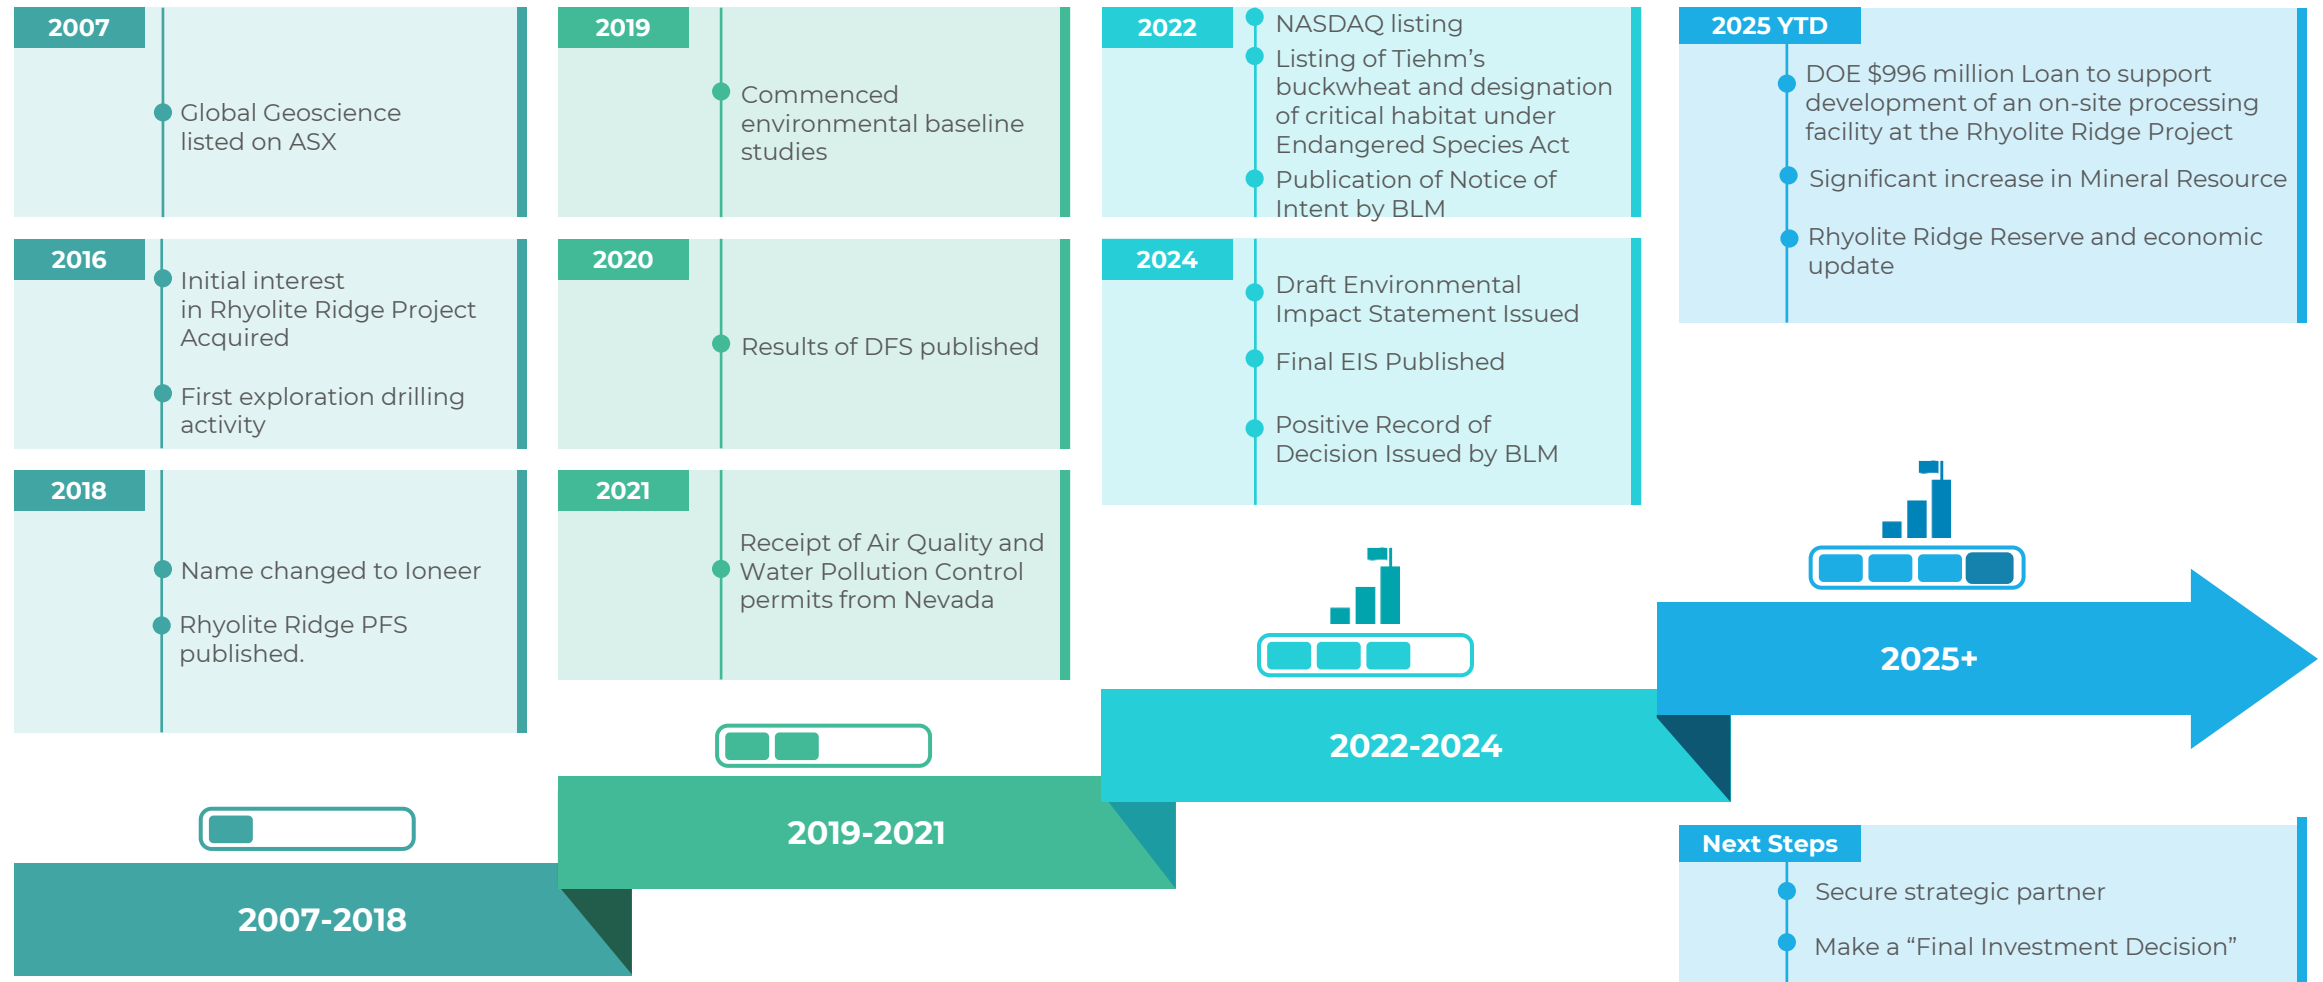 2007
Global Geoscience
listed on ASX
2016
Initial interest
in Rhyolite Ridge Project
Acquired
First exploration drilling
activity
2018
Name changed to Ioneer
Rhyolite Ridge PFS
published.
2007-2018
2019
Commenced
environmental baseline
studies
2020
Results of DFS published
2021
Receipt of Air Quality and
Water Pollution Control
permits from Nevada
2019-2021
2022
NASDAQ listing
Listing of Tiehm’s
buckwheat and designation
of critical habitat under
Endangered Species Act
Publication of Notice of
Intent by BLM
2024
Draft Environmental
Impact Statement Issued
Final EIS Published
Positive Record of
Decision Issued by BLM
2022-2024
2025 YTD
DOE $996 million Loan to support
development of an on-site processing
facility at the Rhyolite Ridge Project
Significant increase in Mineral Resource
Rhyolite Ridge Reserve and economic
update
2025+
Next Steps
Secure strategic partner
Make a “Final Investment Decision”